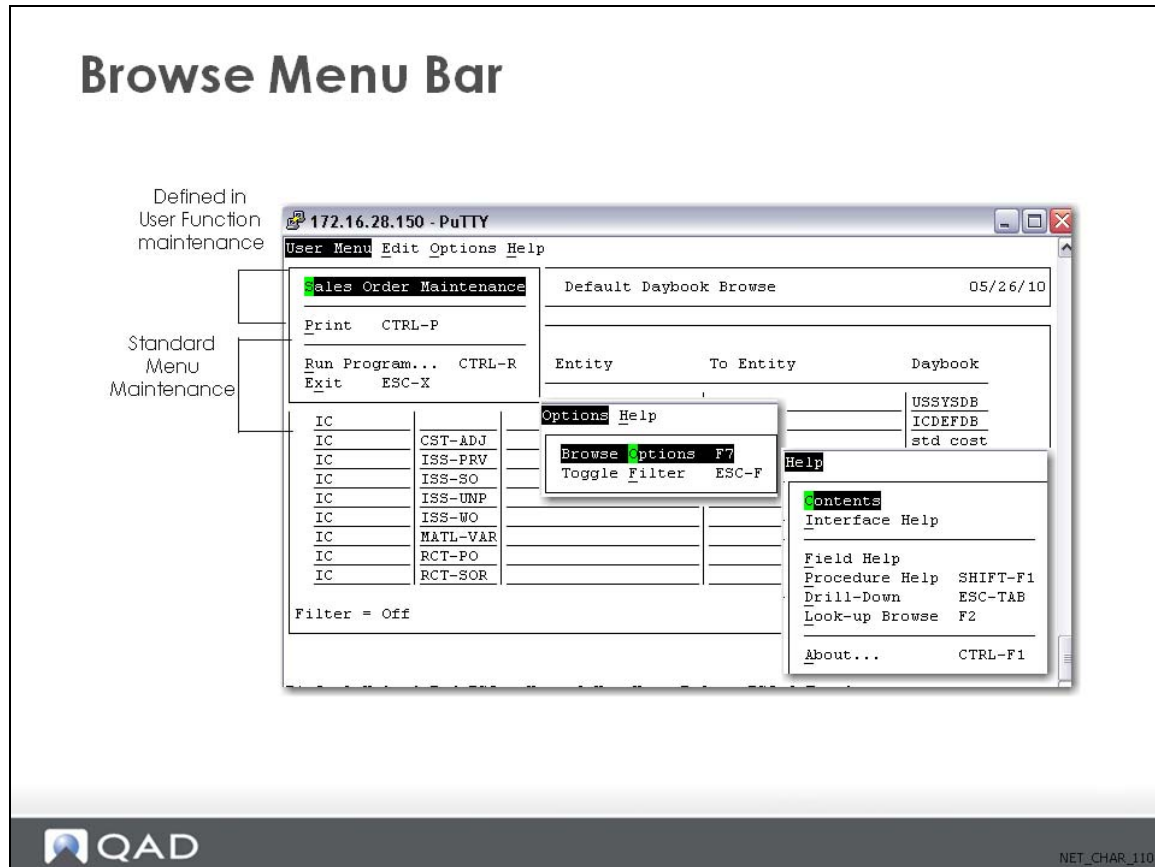 Browse Menu Bar
Defined in
User Function
maintenance
Standard
Menu
Maintenance
172.16.28.150 - PuTTY
User Menu Edit Options Help
Sales Order Maintenance
Print CTRL-P
Run Program... CTRL-R
Exit ESC-X
Default Daybook Browse 05/26/10
Entity To Entity Daybook
USSYSDB
IC ICDEFDB
IC CST-ADJ std cost
IC ISS-PRV
IC ISS-SO
IC ISS-UNP
IC ISS-WO
IC MATL-VAR
IC RCT-PO
IC RCT-SOR
Filter = Off
Options Help
Browse Options F7
Toggle Filter ESC-F
Help
Contents
Interface Help
Field Help
Procedure Help SHIFT-F1
Drill-Down ESC-TAB
Look-up Browse F2
About... CTRL-F1
QAD
NET_CHAR_110